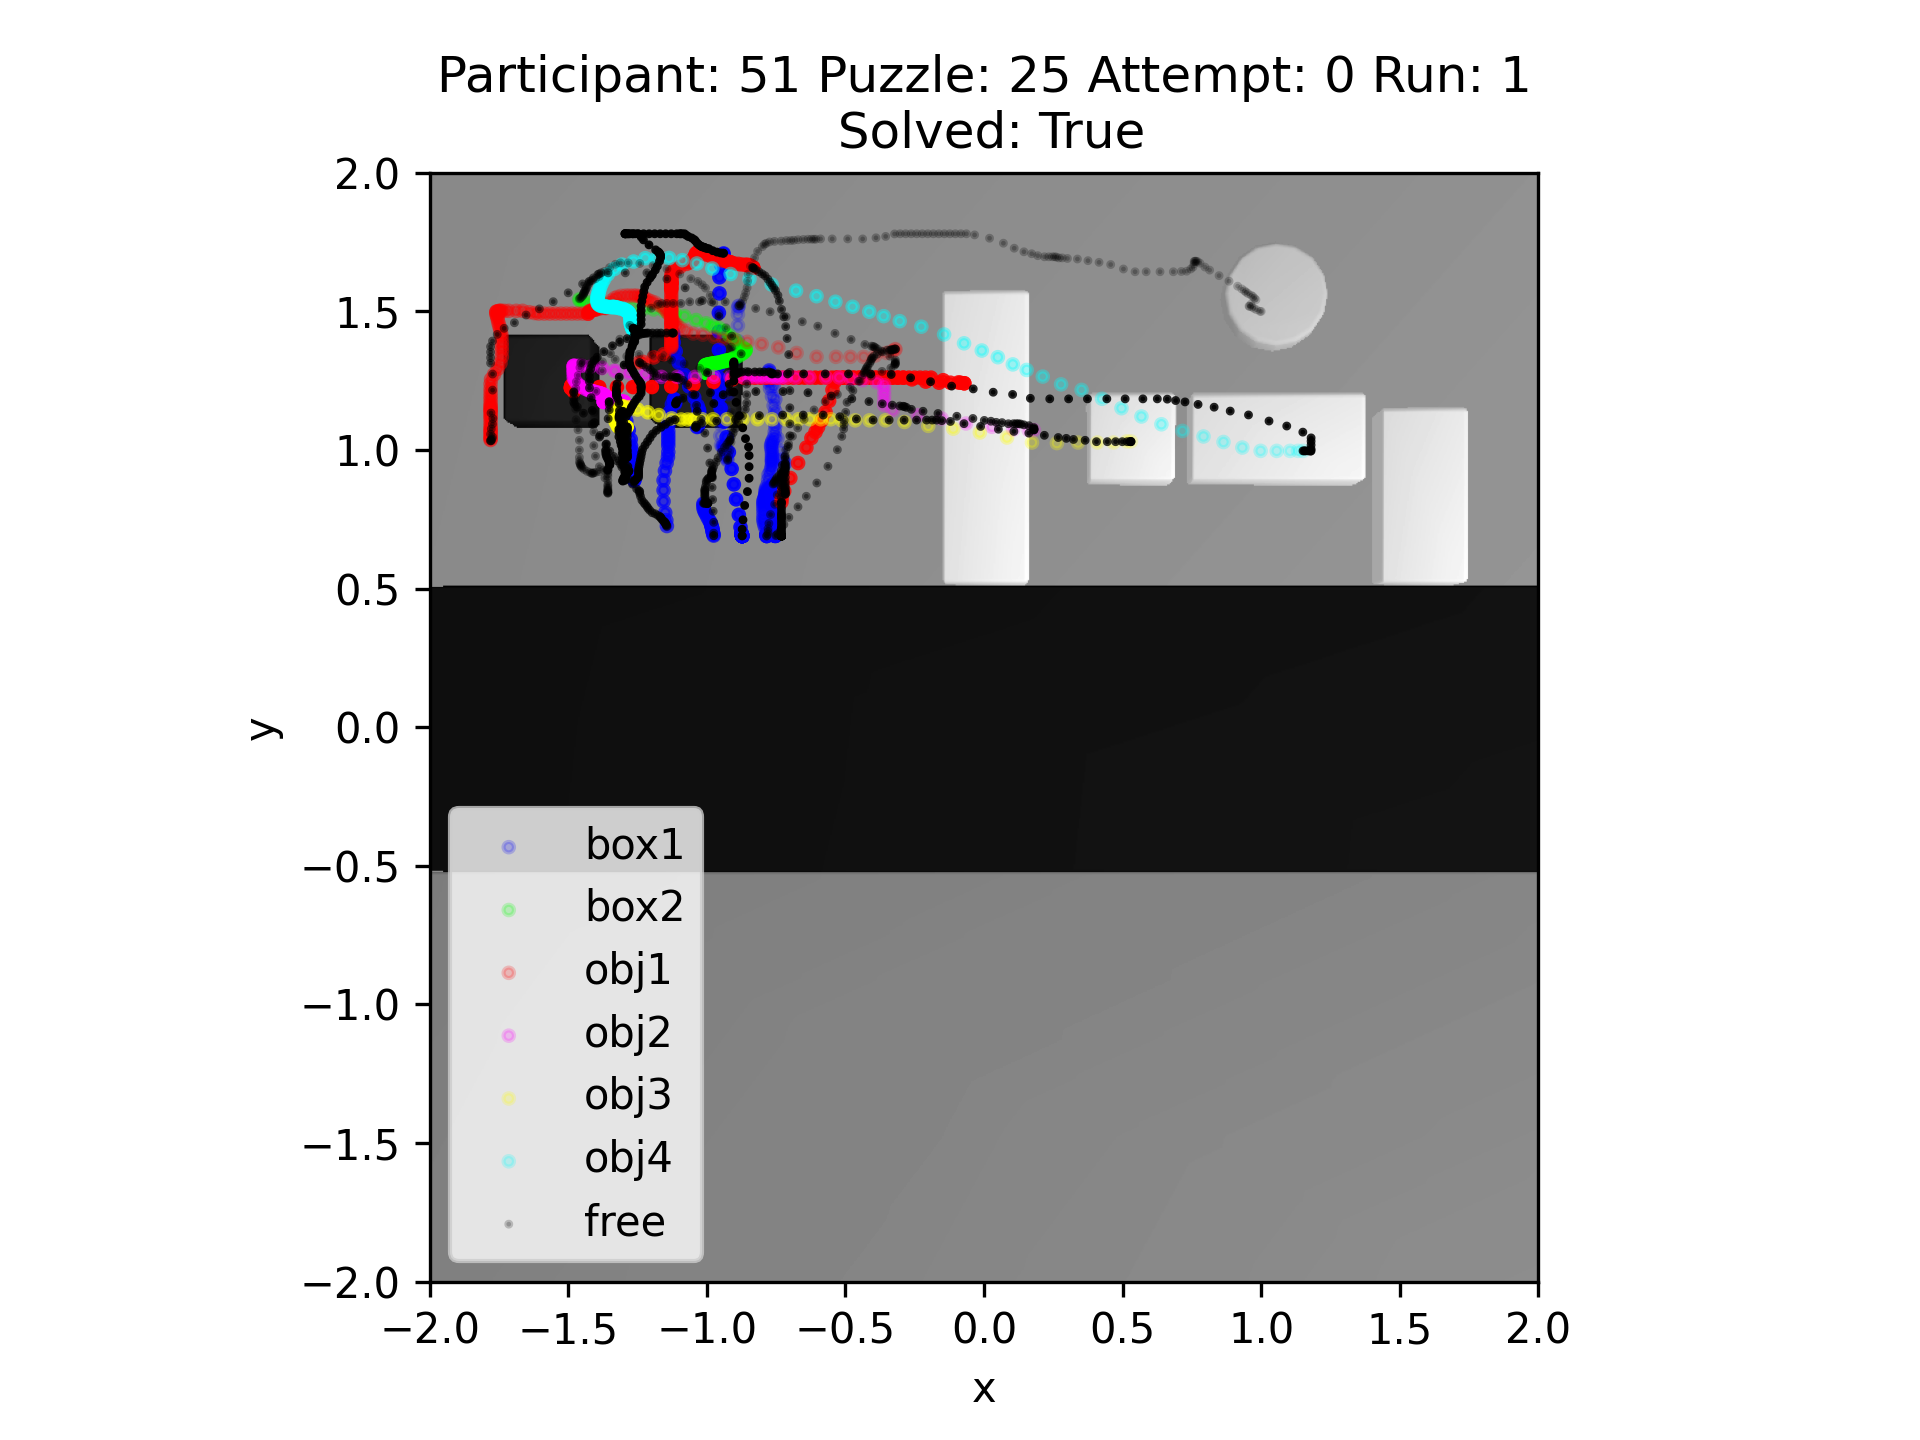 Participant: 51 Puzzle: 25 Attempt: 0 Run: 1
Solved: True
2.0
1.5
1.0
0.5
0.0
−0.5
−1.0
−1.5
−2.0
y
box1
box2
obj1
obj2
obj3
obj4
free
−2.0 −1.5 −1.0 −0.5 0.0 0.5 1.0 1.5 2.0
x